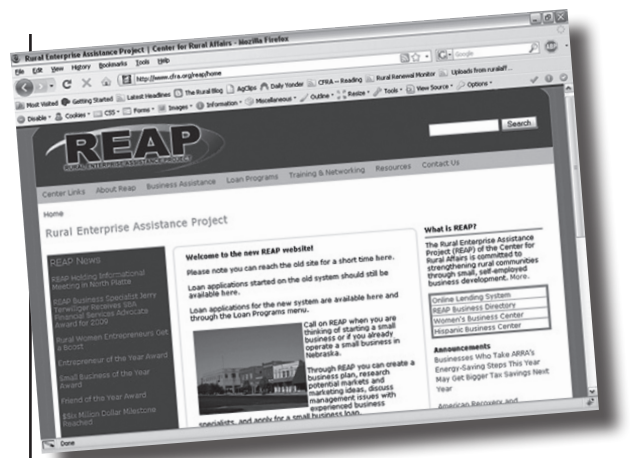 Rural Enterprise Assistance Project | Center for Rural Affairs - Mozilla Firefox
File Edit View History Bookmarks Tools Help
http://www.cfra.org/reap/home
Google
ABP
Most Visited Getting Started Latest Headlines The Rural Blog AgClips Daily Yonder CFRA -- Reading Rural Renewal Monitor Uploads from ruralaff...
Disable Cookies CSS Forms Images Information Miscellaneous Outline Resize Tools View Source Options
REAP
RURAL ENTERPRISE ASSISTANCE PROJECT
Search
Center Links About Reap Business Assistance Loan Programs Training & Networking Resources Contact Us
Home
Rural Enterprise Assistance Project
REAP News
REAP Holding Informational
Meeting in North Platte
REAP Business Specialist Jerry
Terwilliger Receives SBA
Financial Services Advocate
Award for 2009
Rural Women Entrepreneurs Get
a Boost
Entrepreneur of the Year Award
Small Business of the Year
Award
Friend of the Year Award
$Six Million Dollar Milestone
Reached
Welcome to the new REAP website!
Please note you can reach the old site for a short time here.
Loan applications started on the old system should still be
available here.
Loan applications for the new system are available here and
through the Loan Programs menu.
Call on REAP when you are
thinking of starting a small
business or if you already
operate a small business in
Nebraska.
Through REAP you can create a
business plan, research
potential markets and
marketing ideas, discuss
management issues with
experienced business
specialists, and apply for a small business loan.
What is REAP?
The Rural Enterprise Assistance
Project (REAP) of the Center for
Rural Affairs is committed to
strengthening rural communities
through small, self-employed
business development. More.
Online Lending System
REAP Business Directory
Women's Business Center
Hispanic Business Center
Announcements
Businesses Who Take ARRA's
Energy-Saving Steps This Year
May Get Bigger Tax Savings Next
Year
American Recovery and
Done